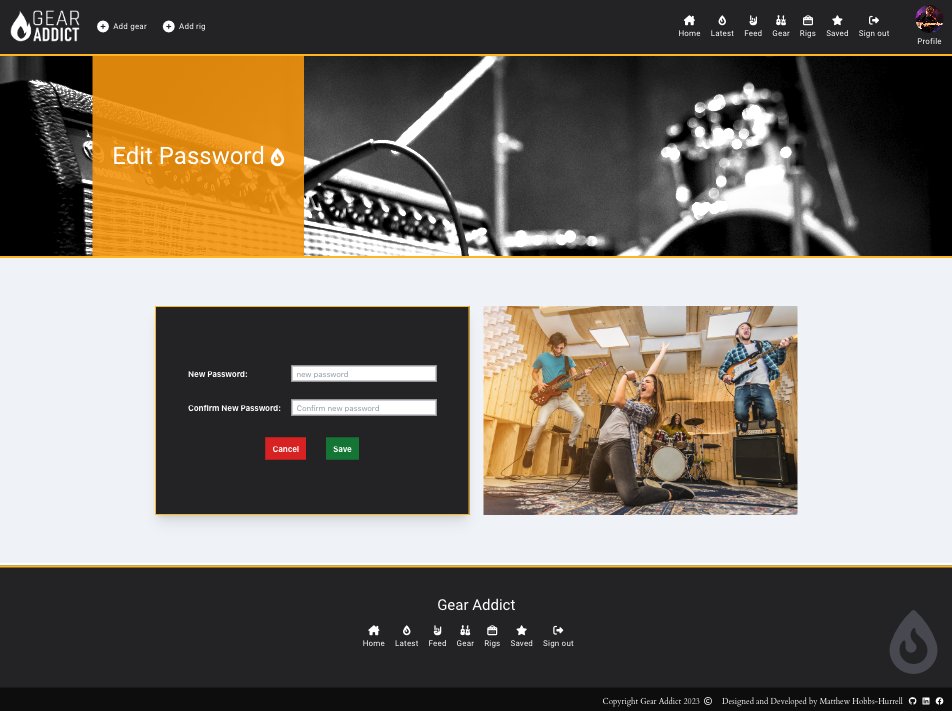 GEAR
ADDICT
Add gear
Add rig
Home
Latest
Feed
Gear
Rigs
Saved
Sign out
Profile
Edit Password
New Password:
new password
Confirm New Password:
Confirm new password
Cancel
Save
Gear Addict
Home
Latest
Feed
Gear
Rigs
Saved
Sign out
Copyright Gear Addict 2023 ©
Designed and Developed by Matthew Hobbs-Hurrell